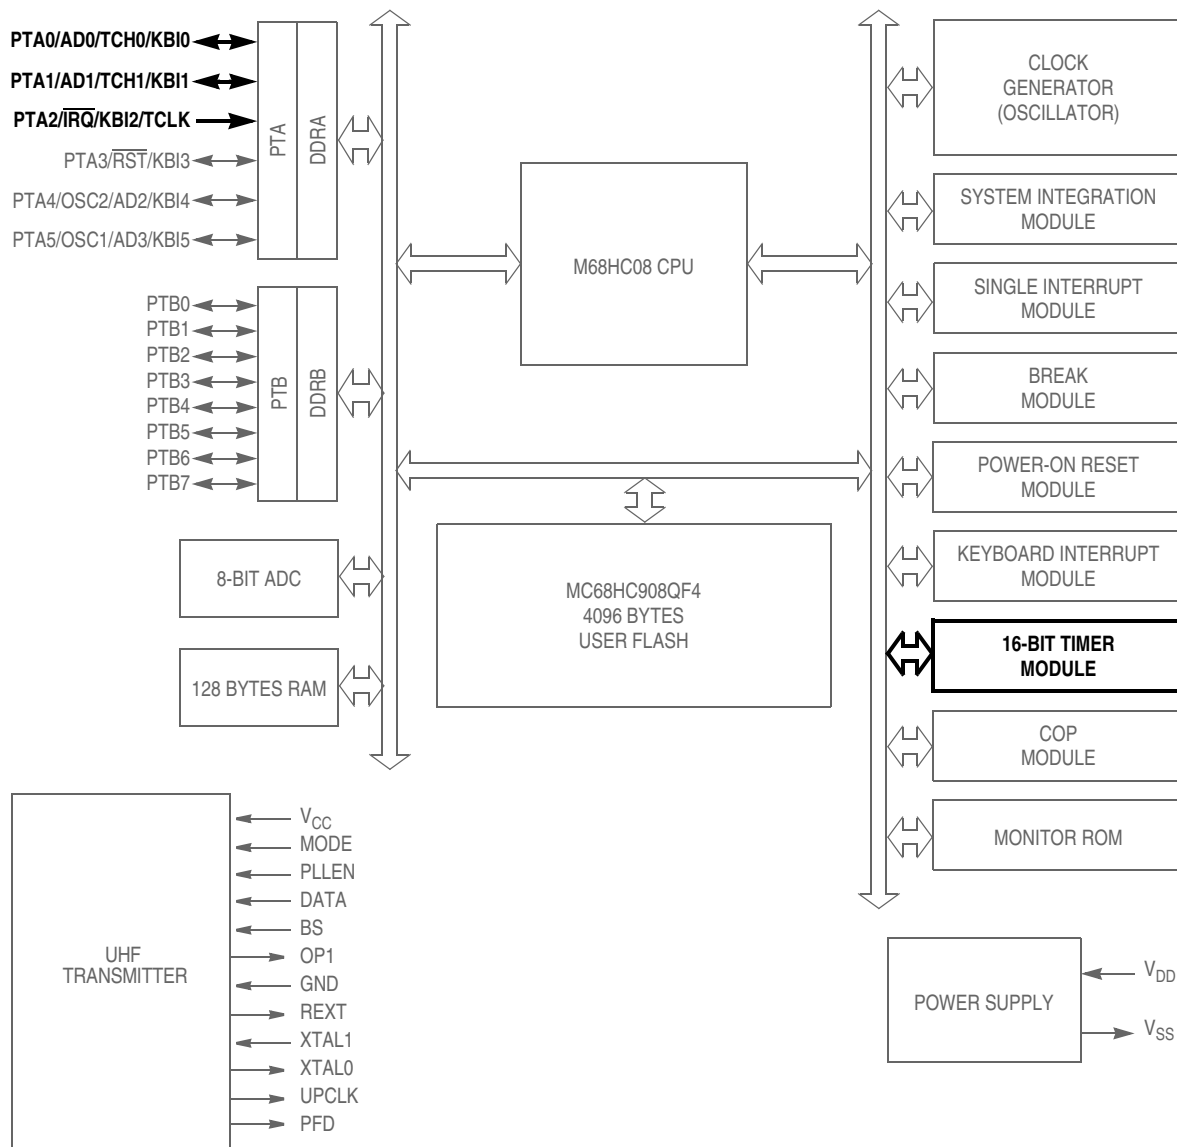 PTA0/AD0/TCH0/KBI0
PTA1/AD1/TCH1/KBI1
PTA2/IRQ/KBI2/TCLK
PTA3/RST/KBI3
PTA4/OSC2/AD2/KBI4
PTA5/OSC1/AD3/KBI5
PTA
DDRA
PTB0
PTB1
PTB2
PTB3
PTB4
PTB5
PTB6
PTB7
PTB
DDRB
8-BIT ADC
128 BYTES RAM
M68HC08 CPU
MC68HC908QF4
4096 BYTES
USER FLASH
CLOCK
GENERATOR
(OSCILLATOR)
SYSTEM INTEGRATION
MODULE
SINGLE INTERRUPT
MODULE
BREAK
MODULE
POWER-ON RESET
MODULE
KEYBOARD INTERRUPT
MODULE
16-BIT TIMER
MODULE
COP
MODULE
MONITOR ROM
UHF
TRANSMITTER
VCC
MODE
PLLEN
DATA
BS
OP1
GND
REXT
XTAL1
XTAL0
UPCLK
PFD
POWER SUPPLY
VDD
VSS